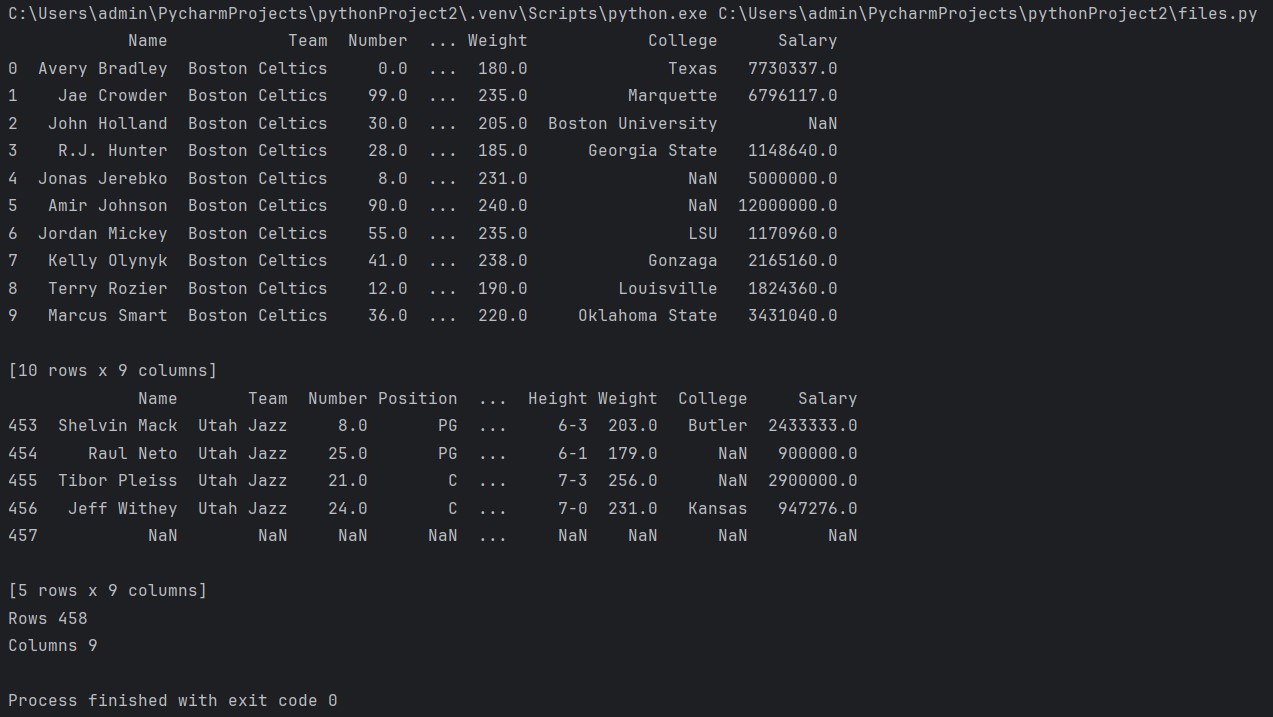 C:\Users\admin\PycharmProjects\pythonProject2\.venv\Scripts\python.exe C:\Users\admin\PycharmProjects\pythonProject2\files.py
            Name            Team  Number  ... Weight            College      Salary
0  Avery Bradley  Boston Celtics     0.0  ...  180.0              Texas   7730337.0
1    Jae Crowder  Boston Celtics    99.0  ...  235.0          Marquette   6796117.0
2   John Holland  Boston Celtics    30.0  ...  205.0  Boston University         NaN
3    R.J. Hunter  Boston Celtics    28.0  ...  185.0      Georgia State   1148640.0
4  Jonas Jerebko  Boston Celtics     8.0  ...  231.0                NaN   5000000.0
5   Amir Johnson  Boston Celtics    90.0  ...  240.0                NaN  12000000.0
6  Jordan Mickey  Boston Celtics    55.0  ...  235.0                LSU   1170960.0
7   Kelly Olynyk  Boston Celtics    41.0  ...  238.0            Gonzaga   2165160.0
8   Terry Rozier  Boston Celtics    12.0  ...  190.0         Louisville   1824360.0
9   Marcus Smart  Boston Celtics    36.0  ...  220.0     Oklahoma State   3431040.0

[10 rows x 9 columns]
             Name       Team  Number Position  ...  Height Weight  College     Salary
453  Shelvin Mack  Utah Jazz     8.0       PG  ...     6-3  203.0   Butler  2433333.0
454     Raul Neto  Utah Jazz    25.0       PG  ...     6-1  179.0      NaN   900000.0
455  Tibor Pleiss  Utah Jazz    21.0        C  ...     7-3  256.0      NaN  2900000.0
456   Jeff Withey  Utah Jazz    24.0        C  ...     7-0  231.0   Kansas   947276.0
457           NaN        NaN     NaN      NaN  ...     NaN    NaN      NaN        NaN

[5 rows x 9 columns]
Rows 458
Columns 9

Process finished with exit code 0